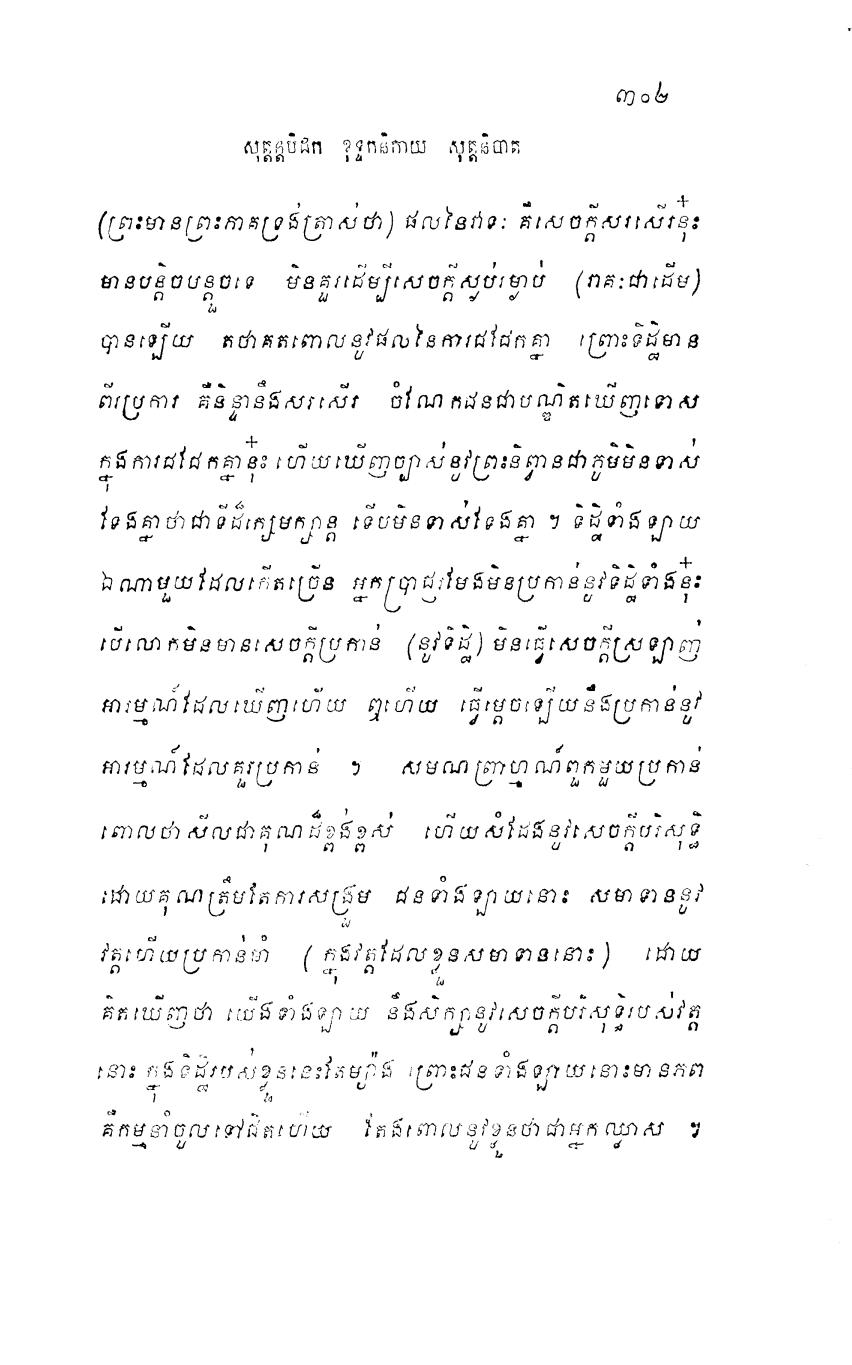 ៣០៤
សុត្តន្តបិដក ខុទ្ទកនិកាយ សុត្តនិបាត
(ព្រះមានព្រះភាគទ្រង់ត្រាស់ថា) ផលនៃវាទៈ គឺសេចក្តីសរសើរនុ៎ះ
មានបន្តិចបន្តួចទេ មិនគួរដើម្បីសេចក្តីស្ងប់រម្ងាប់ (រាគៈជាដើម)
បានឡើយ តថាគតពោលនូវផលនៃការជជែកគ្នា ព្រោះទិដ្ឋិមាន
ពីរប្រការ គឺនិន្ទានឹងសរសើរ ចំណែកជនជាបណ្ឌិតឃើញទោស
ក្នុងការជជែកគ្នានុ៎ះ ហើយឃើញច្បាស់នូវព្រះនិព្វានជាភូមិមិនទាស់
ទែងគ្នាថាជាទីដ៏ក្សេមក្សាន្ត ទើបមិនទាស់ទែងគ្នា ។ ទិដ្ឋិទាំងឡាយ
ឯណាមួយដែលកើតច្រើន អ្នកប្រាជ្ញរមែងមិនប្រកាន់នូវទិដ្ឋិទាំងនុ៎ះ
បើលោកមិនមានសេចក្តីប្រកាន់ (នូវទិដ្ឋិ) មិនធ្វើសេចក្តីស្រឡាញ់
អារម្មណ៍ដែលឃើញហើយ ឮហើយ ធ្វើម្តេចឡើយនឹងប្រកាន់នូវ
អារម្មណ៍ដែលគួរប្រកាន់ ។ សមណព្រាហ្មណ៍ពួកមួយប្រកាន់
ពោលថា សីលជាគុណដ៏ខ្ពង់ខ្ពស់ ហើយសំដែងនូវសេចក្តីបរិសុទ្ធិ
ដោយគុណត្រឹមតែការសង្រួម ជនទាំងឡាយនោះ សមាទាននូវ
វត្តហើយប្រកាន់មាំ (ក្នុងវត្តដែលខ្លួនសមាទាននោះ) ដោយ
គិតឃើញថា យើងទាំងឡាយ នឹងសិក្សានូវសេចក្តីបរិសុទ្ធិរបស់វត្ត
នោះ ក្នុងទិដ្ឋិរបស់ខ្លួននេះតែម្យ៉ាង ព្រោះជនទាំងឡាយនោះមានភព
គឺកម្មនាំចូលទៅជិតហើយ តែងពោលនូវខ្លួនថាជាអ្នកឈ្លាស ។